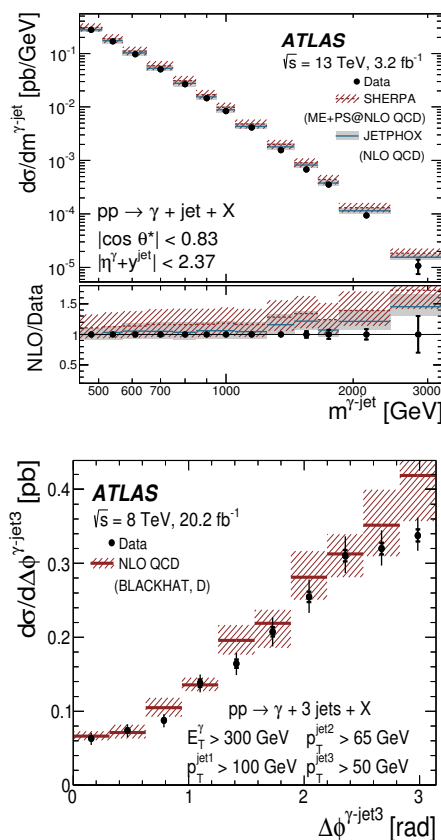 dσ/dm^γ-jet [pb/GeV]
10⁻¹
10⁻²
10⁻³
10⁻⁴
10⁻⁵
ATLAS
√s = 13 TeV, 3.2 fb⁻¹
Data
SHERPA
(ME+PS@NLO QCD)
JETPHOX
(NLO QCD)
pp → γ + jet + X
|cos θ*| < 0.83
|η^γ+y^jet| < 2.37
NLO/Data
1.5
1
0.5
500 600 700 1000 2000 3000
m^γ-jet [GeV]
dσ/dΔφ^γ-jet3 [pb]
0.4
0.3
0.2
0.1
0
ATLAS
√s = 8 TeV, 20.2 fb⁻¹
Data
NLO QCD
(BLACKHAT, D)
pp → γ + 3 jets + X
E_T^γ > 300 GeV p_T^jet2 > 65 GeV
p_T^jet1 > 100 GeV p_T^jet3 > 50 GeV
0 1 2 3
Δφ^γ-jet3 [rad]